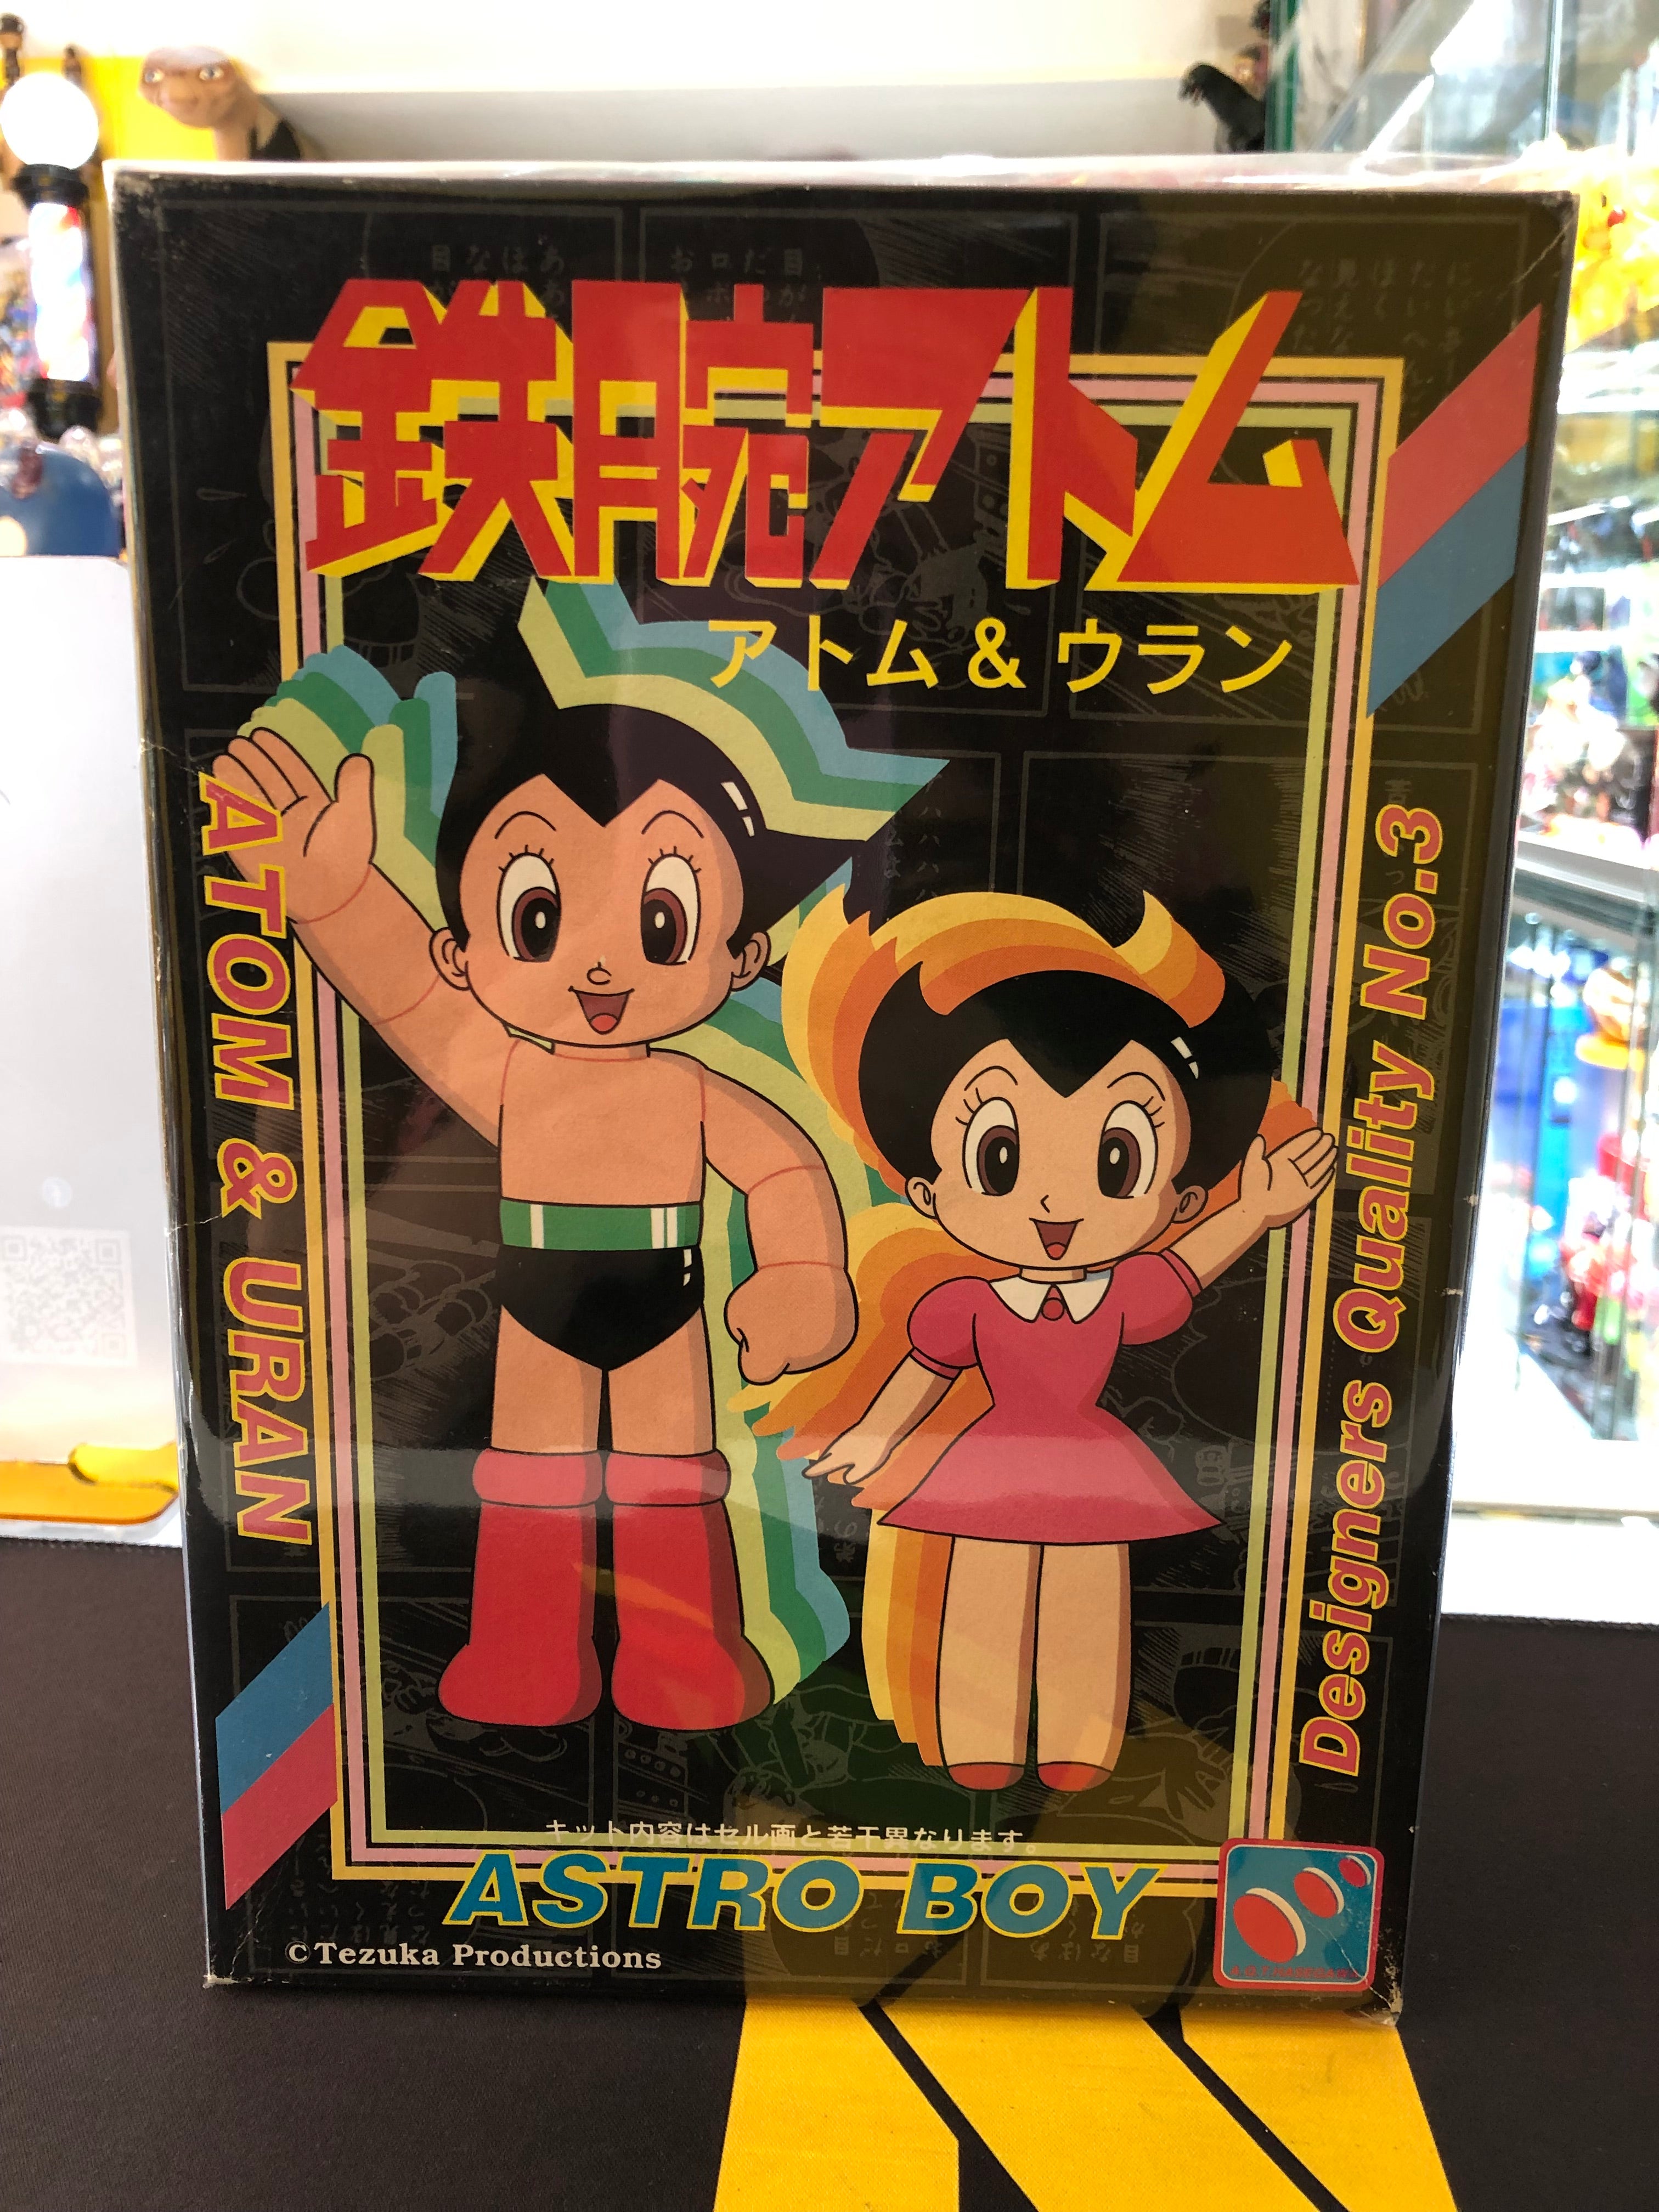 鉄腕アトム
アトム & ウラン
ATOM & URAN
Designers Quality No.3
キット内容はセル画と若干異なります。
ASTRO BOY
©Tezuka Productions